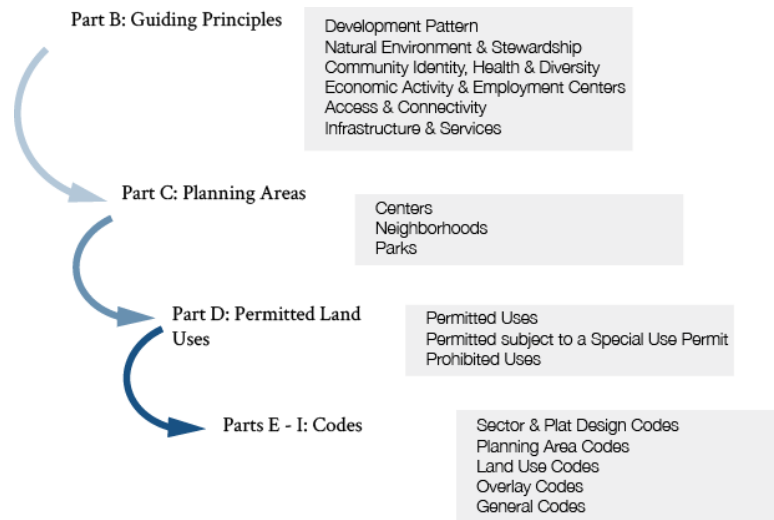 Part B: Guiding Principles
Development Pattern
Natural Environment & Stewardship
Community Identity, Health & Diversity
Economic Activity & Employment Centers
Access & Connectivity
Infrastructure & Services
Part C: Planning Areas
Centers
Neighborhoods
Parks
Part D: Permitted Land
Uses
Permitted Uses
Permitted subject to a Special Use Permit
Prohibited Uses
Parts E - I: Codes
Sector & Plat Design Codes
Planning Area Codes
Land Use Codes
Overlay Codes
General Codes